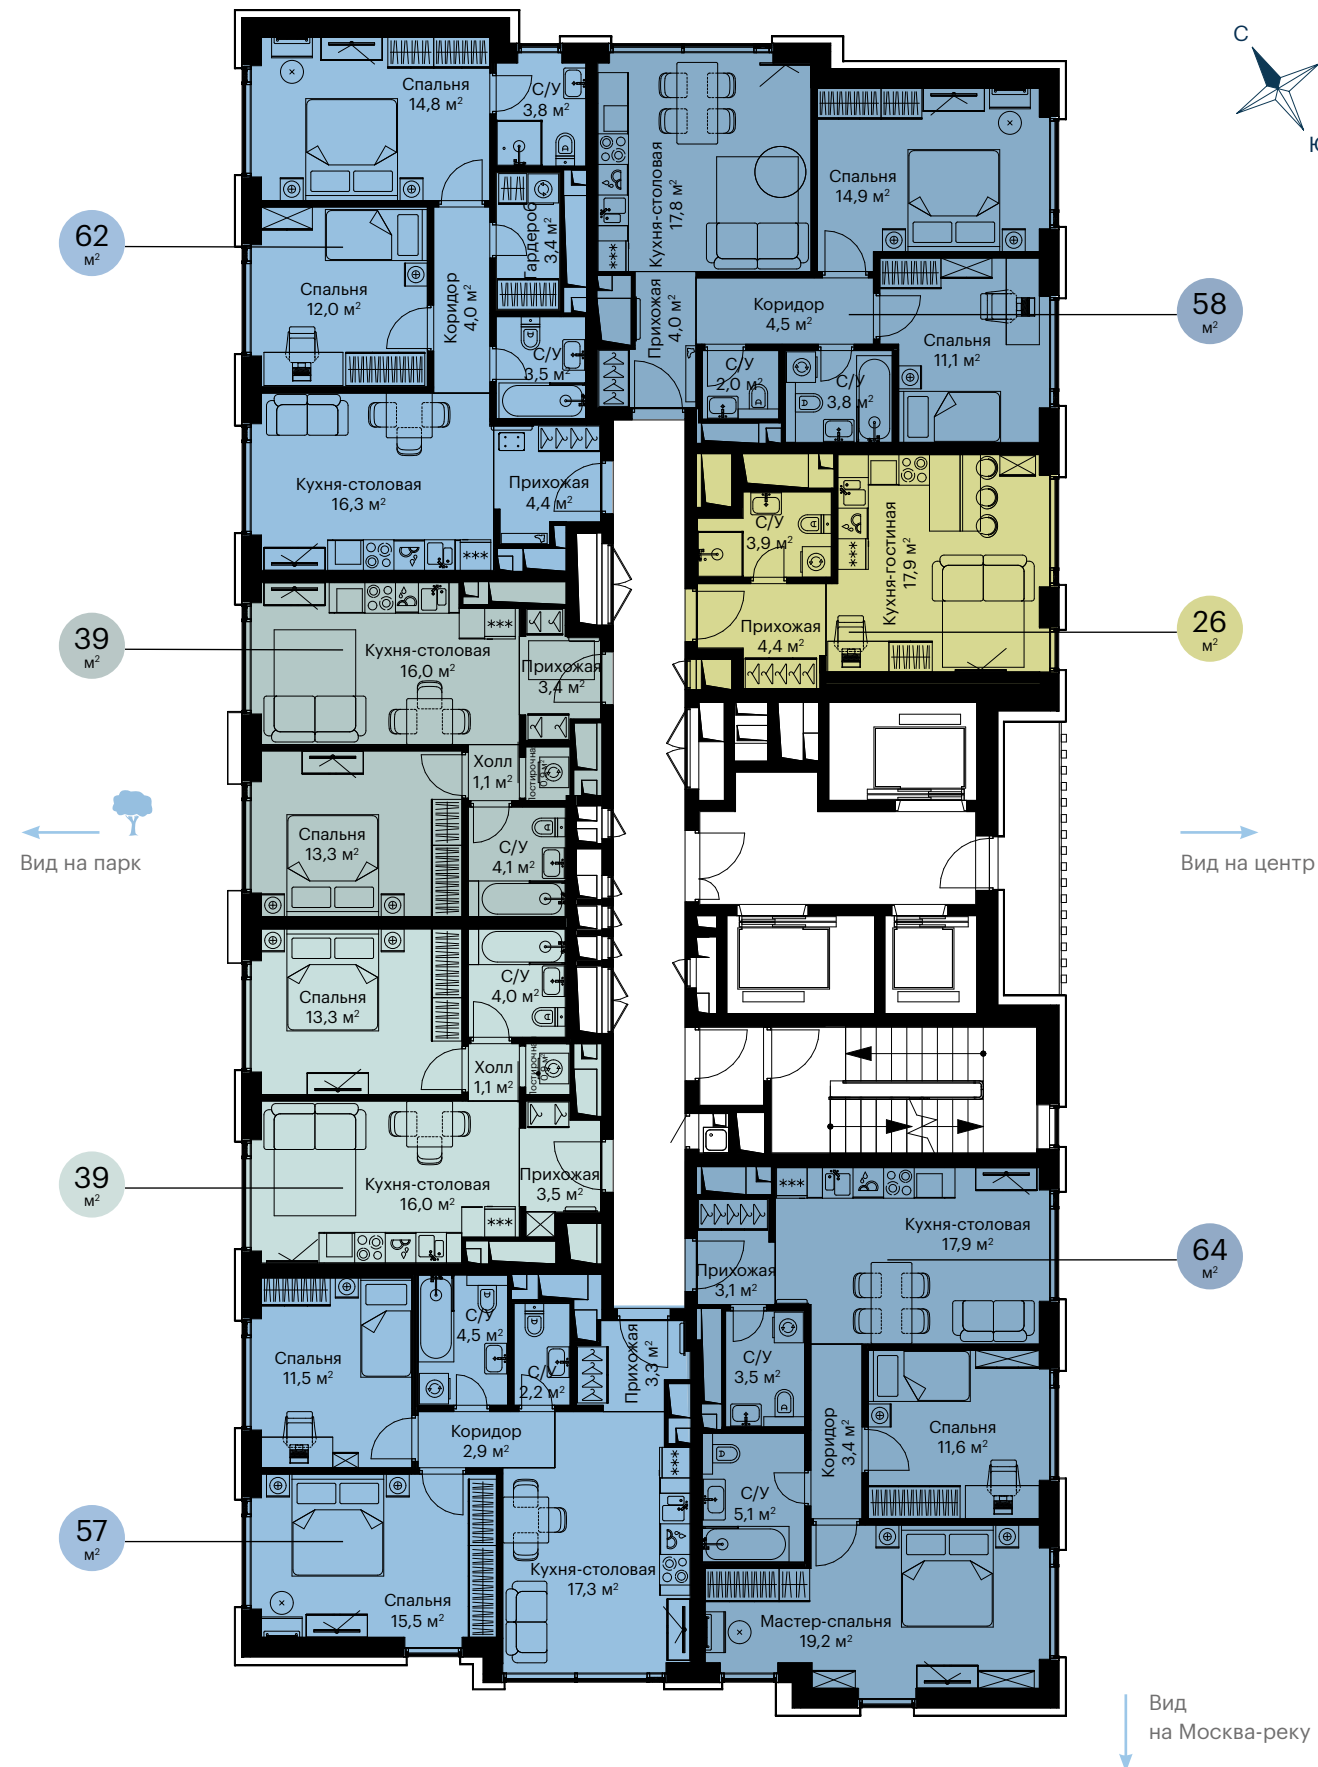 С
Ю
Спальня
14,8 м²
С/У
3,8 м²
Кухня-столовая
17,8 м²
Спальня
14,9 м²
62
м²
Гардероб
3,4 м²
Спальня
12,0 м²
Коридор
4,0 м²
Прихожая
4,0 м²
Коридор
4,5 м²
58
м²
Спальня
11,1 м²
С/У
3,5 м²
С/У
2,0 м²
С/У
3,8 м²
Кухня-столовая
16,3 м²
Прихожая
4,4 м²
С/У
3,9 м²
Кухня-гостиная
17,9 м²
39
м²
Кухня-столовая
16,0 м²
Прихожая
3,4 м²
Прихожая
4,4 м²
26
м²
Холл
1,1 м²
Постирочная
0,9 м²
Вид на парк
Спальня
13,3 м²
С/У
4,1 м²
Вид на центр
Спальня
13,3 м²
С/У
4,0 м²
Холл
1,1 м²
Постирочная
0,9 м²
39
м²
Кухня-столовая
16,0 м²
Прихожая
3,5 м²
Кухня-столовая
17,9 м²
64
м²
Прихожая
3,1 м²
С/У
4,5 м²
Спальня
11,5 м²
С/У
2,2 м²
Прихожая
3,3 м²
С/У
3,5 м²
Коридор
2,9 м²
Коридор
3,4 м²
Спальня
11,6 м²
57
м²
С/У
5,1 м²
Кухня-столовая
17,3 м²
Спальня
15,5 м²
Мастер-спальня
19,2 м²
Вид
на Москва-реку